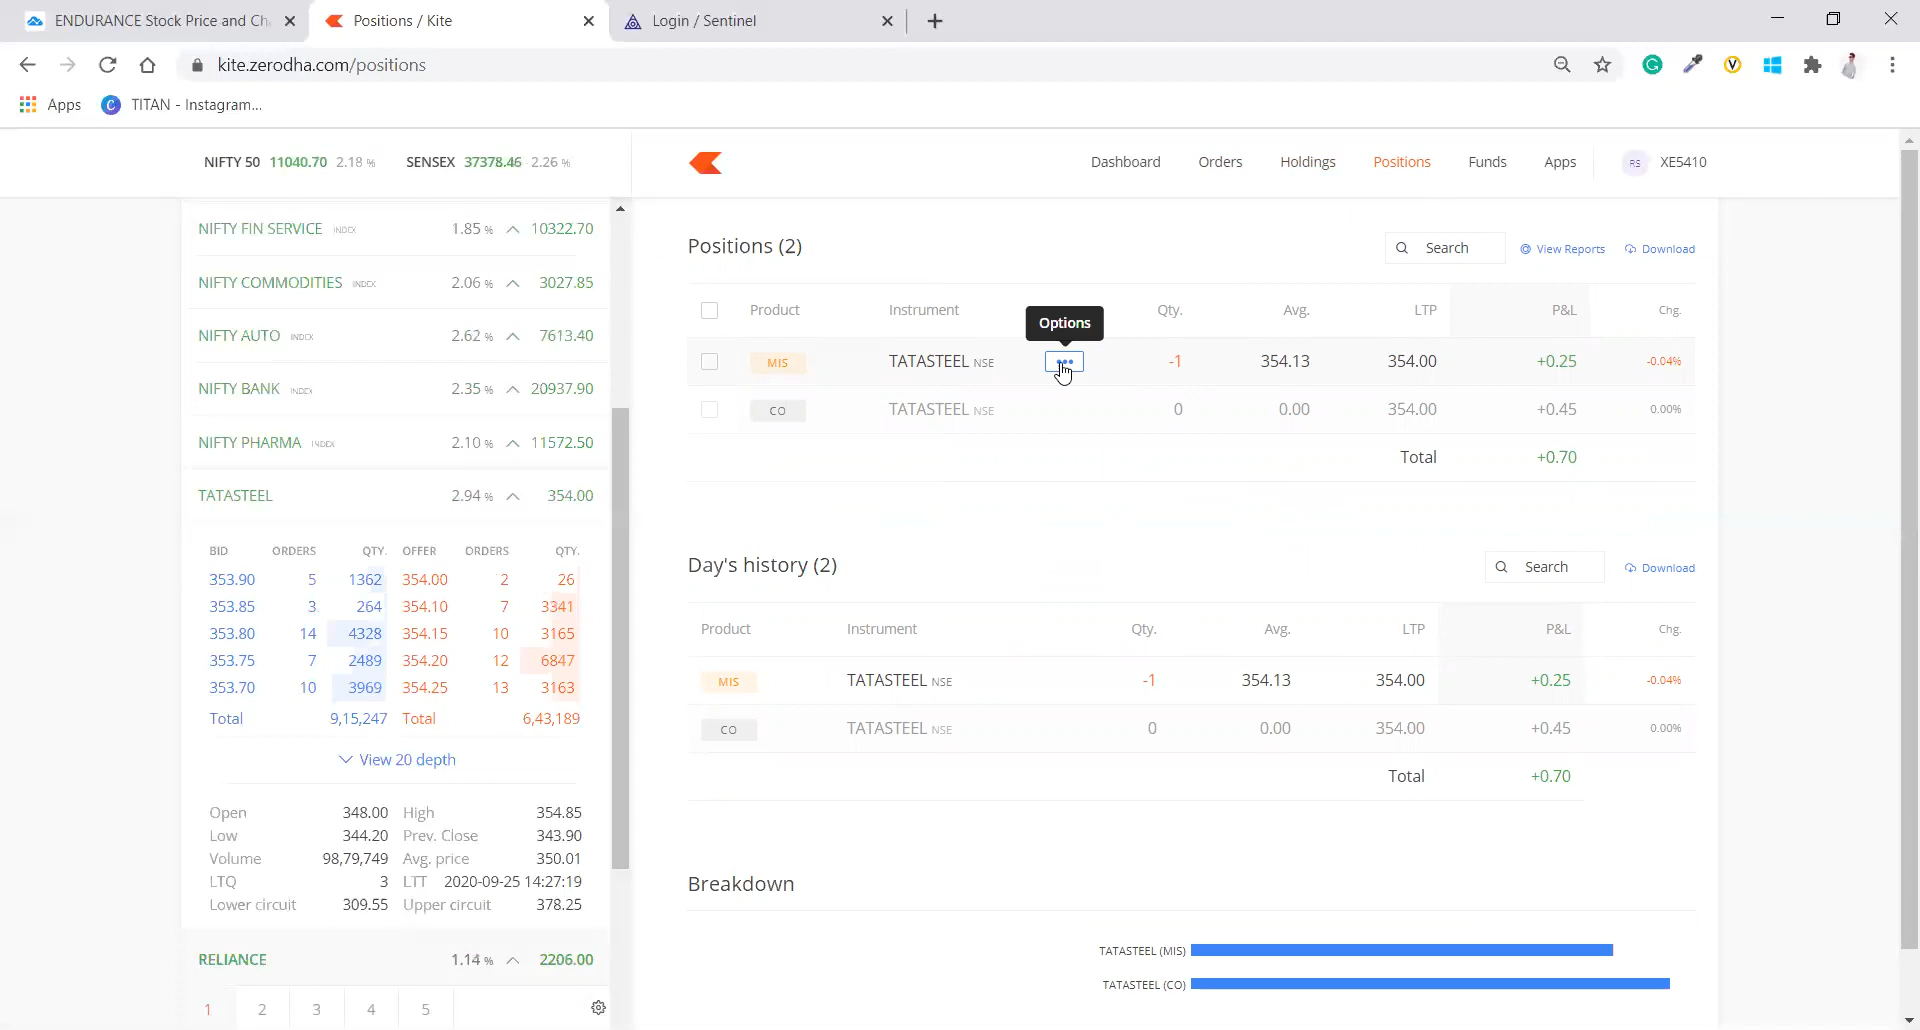 ENDURANCE Stock Price and Ch
Positions / Kite
Login / Sentinel
kite.zerodha.com/positions
Apps
TITAN - Instagram...
NIFTY 50 11040.70 2.18 %
SENSEX 37378.46 2.26 %
Dashboard
Orders
Holdings
Positions
Funds
Apps
RS
XE5410
NIFTY FIN SERVICE INDEX 1.85 % 10322.70
NIFTY COMMODITIES INDEX 2.06 % 3027.85
NIFTY AUTO INDEX 2.62 % 7613.40
NIFTY BANK INDEX 2.35 % 20937.90
NIFTY PHARMA INDEX 2.10 % 11572.50
TATASTEEL 2.94 % 354.00
BID ORDERS QTY. OFFER ORDERS QTY.
353.90 5 1362 354.00 2 26
353.85 3 264 354.10 7 3341
353.80 14 4328 354.15 10 3165
353.75 7 2489 354.20 12 6847
353.70 10 3969 354.25 13 3163
Total 9,15,247 Total 6,43,189
View 20 depth
Open 348.00 High 354.85
Low 344.20 Prev. Close 343.90
Volume 98,79,749 Avg. price 350.01
LTQ 3 LTT 2020-09-25 14:27:19
Lower circuit 309.55 Upper circuit 378.25
RELIANCE 1.14 % 2206.00
1 2 3 4 5
Positions (2)
Search
View Reports
Download
Product Instrument Qty. Avg. LTP P&L Chg.
Options
MIS TATASTEEL NSE -1 354.13 354.00 +0.25 -0.04%
CO TATASTEEL NSE 0 0.00 354.00 +0.45 0.00%
Total +0.70
Day's history (2)
Search
Download
Product Instrument Qty. Avg. LTP P&L Chg.
MIS TATASTEEL NSE -1 354.13 354.00 +0.25 -0.04%
CO TATASTEEL NSE 0 0.00 354.00 +0.45 0.00%
Total +0.70
Breakdown
TATASTEEL (MIS)
TATASTEEL (CO)